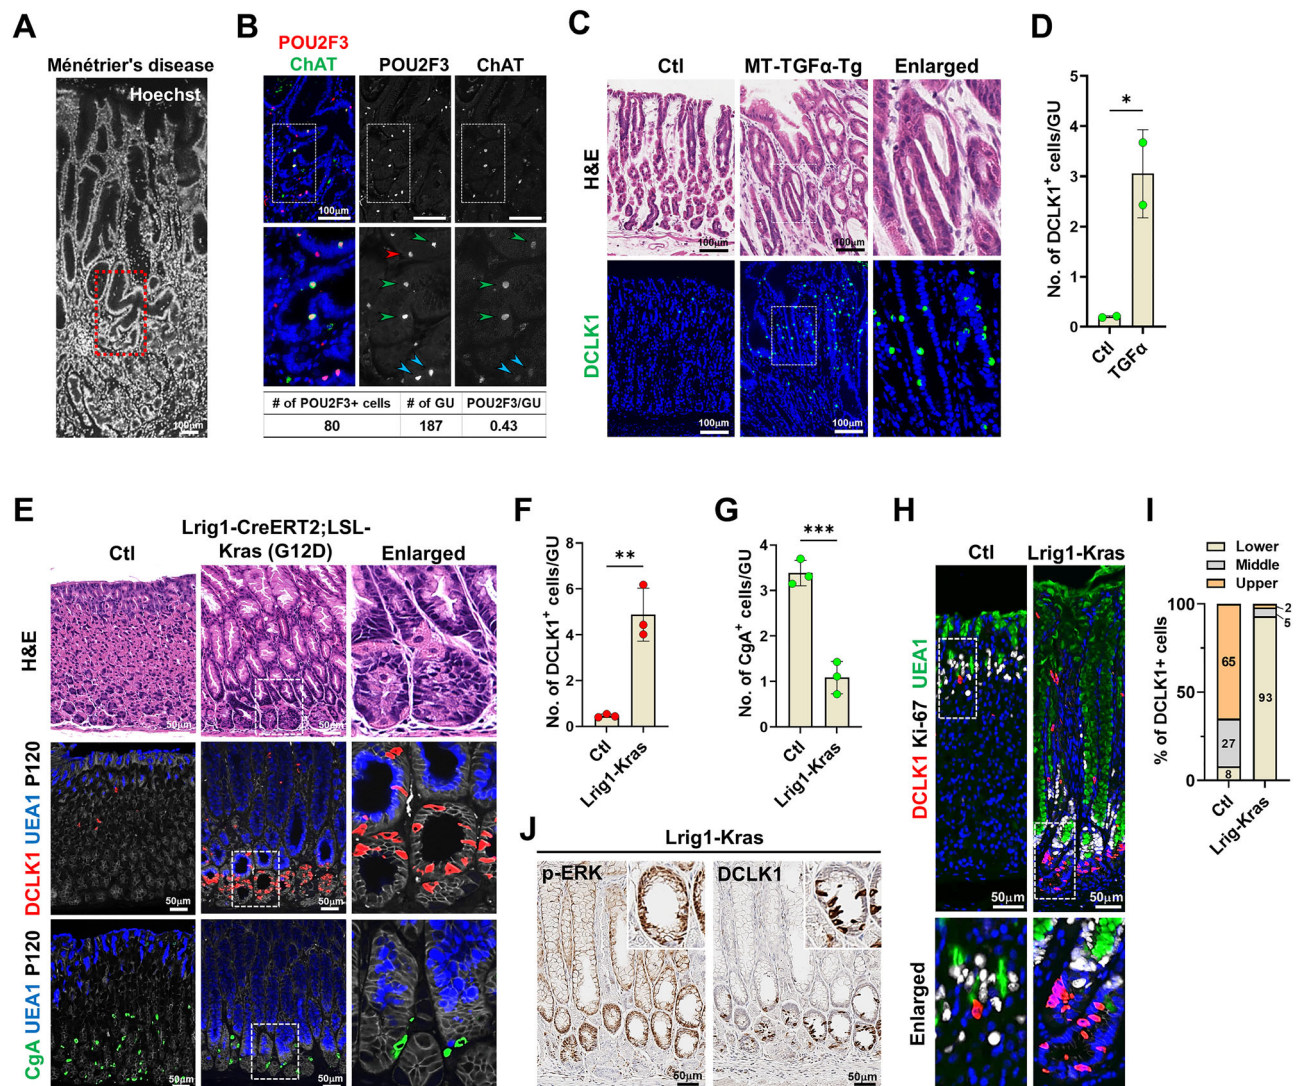 A
Ménétrier's disease
Hoechst
100μm
B
POU2F3
ChAT
POU2F3
ChAT
100μm
# of POU2F3+ cells
# of GU
POU2F3/GU
80
187
0.43
C
Ctl
MT-TGFα-Tg
Enlarged
H&E
100μm
100μm
DCLK1
100μm
100μm
D
No. of DCLK1+ cells/GU
5
4
3
2
1
0
*
Ctl
TGFα
E
Lrig1-CreERT2;LSL-
Ctl
Kras (G12D)
Enlarged
H&E
50μm
50μm
DCLK1 UEA1 P120
50μm
50μm
CgA UEA1 P120
50μm
50μm
F
No. of DCLK1+ cells/GU
8
6
4
2
0
**
Ctl
Lrig1-Kras
G
No. of CgA+ cells/GU
4
3
2
1
0
***
Ctl
Lrig1-Kras
H
Ctl
Lrig1-Kras
DCLK1 Ki-67 UEA1
50μm
50μm
Enlarged
I
Lower
Middle
Upper
% of DCLK1+ cells
100
50
0
65
27
8
2
5
93
Ctl
Lrig-Kras
J
Lrig1-Kras
p-ERK
DCLK1
50μm
50μm